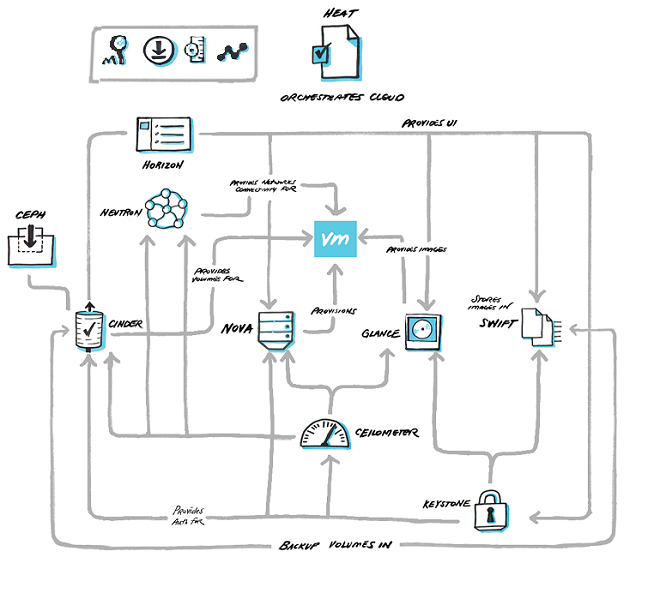 HEAT
ORCHESTRATES CLOUD
PROVIDES UI
HORIZON
PROVIDES NETWORK
CONNECTIVITY FOR
NEUTRON
CEPH
vm
PROVIDES IMAGES
PROVIDES
VOLUMES FOR
STORES
IMAGES IN
CINDER
NOVA
PROVISIONS
GLANCE
SWIFT
CEILOMETER
KEYSTONE
PROVIDES
AUTH FOR
BACKUP VOLUMES IN